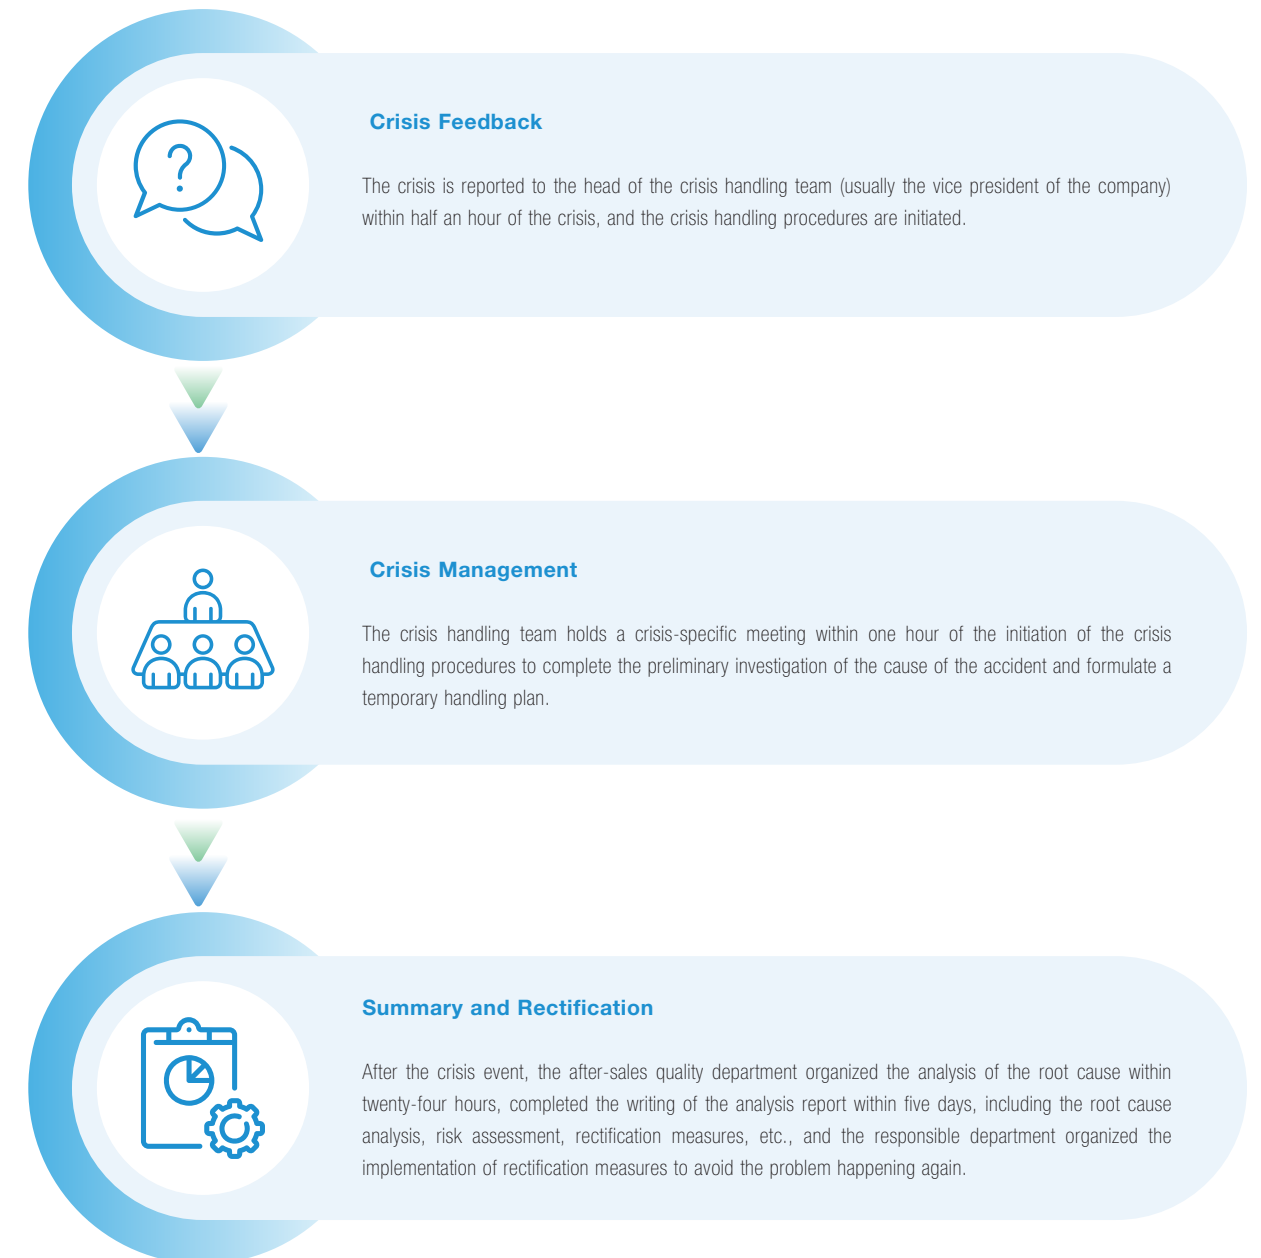 Crisis Feedback
The crisis is reported to the head of the crisis handling team (usually the vice president of the company)
within half an hour of the crisis, and the crisis handling procedures are initiated.
Crisis Management
The crisis handling team holds a crisis-specific meeting within one hour of the initiation of the crisis
handling procedures to complete the preliminary investigation of the cause of the accident and formulate a
temporary handling plan.
Summary and Rectification
After the crisis event, the after-sales quality department organized the analysis of the root cause within
twenty-four hours, completed the writing of the analysis report within five days, including the root cause
analysis, risk assessment, rectification measures, etc., and the responsible department organized the
implementation of rectification measures to avoid the problem happening again.